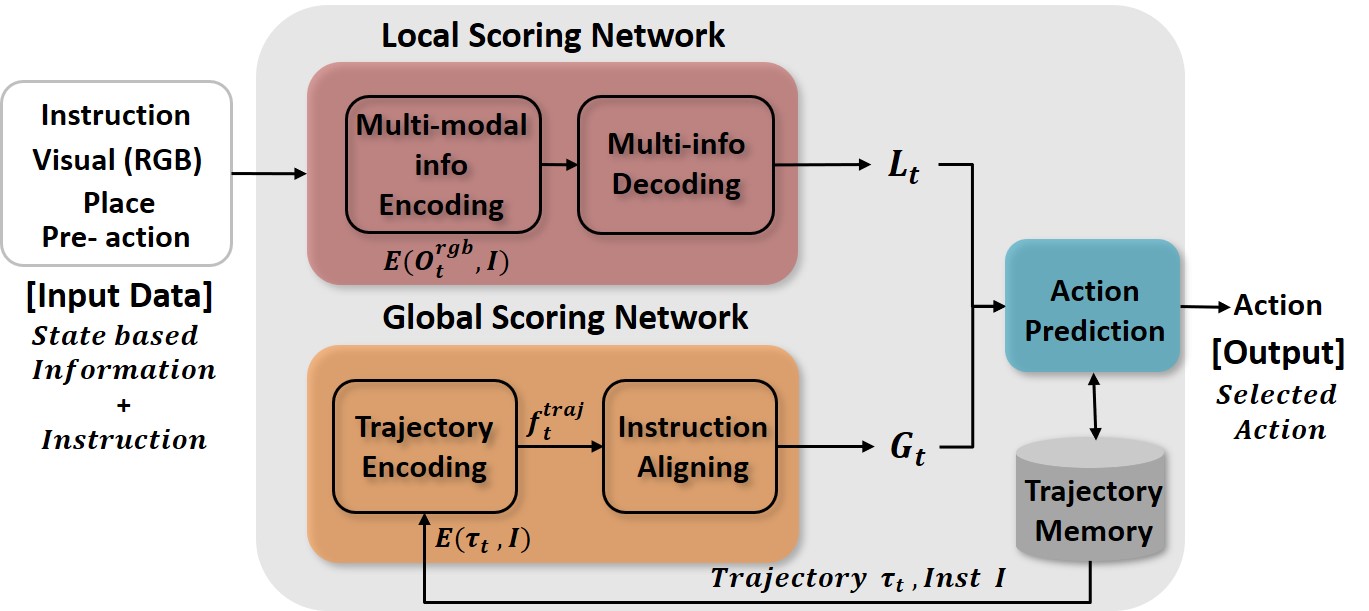 Local Scoring Network
Instruction
Visual (RGB)
Place
Pre- action
[Input Data]
State based
Information
+
Instruction
Multi-modal
info
Encoding
Multi-info
Decoding
E(O_t^{rgb}, I)
L_t
Global Scoring Network
Trajectory
Encoding
f_t^{traj}
Instruction
Aligning
G_t
E(τ_t , I)
Action
Prediction
Trajectory
Memory
Trajectory τ_t , Inst I
Action
[Output]
Selected
Action